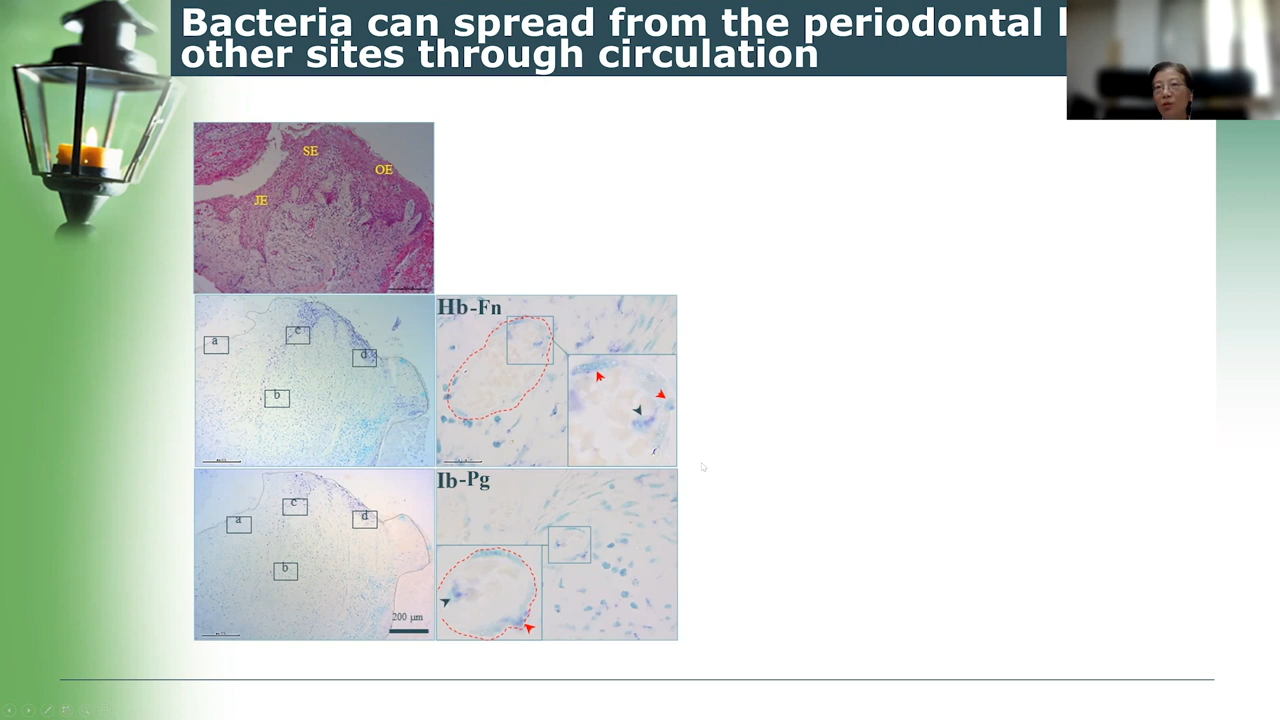 Bacteria can spread from the periodontal
other sites through circulation
SE
OE
JE
a
c
d
b
Hb-Fn
a
c
d
b
200 μm
Ib-Pg